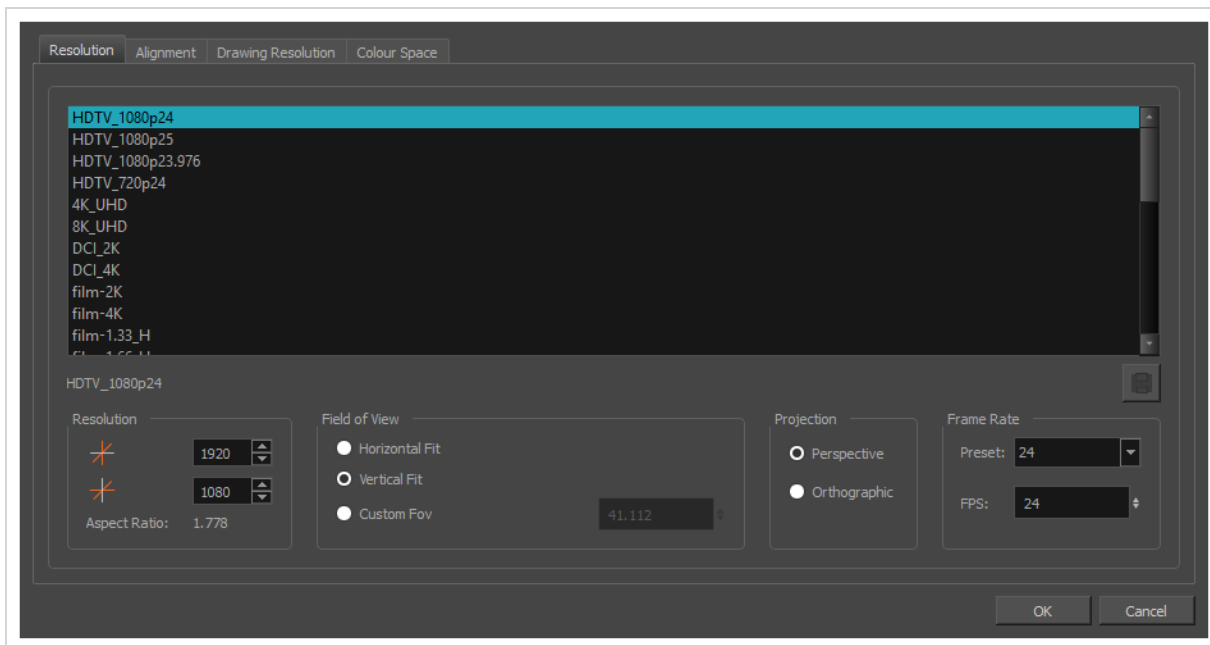 Resolution Alignment Drawing Resolution Colour Space
HDTV_1080p24
HDTV_1080p25
HDTV_1080p23.976
HDTV_720p24
4K_UHD
8K_UHD
DCI_2K
DCI_4K
film-2K
film-4K
film-1.33_H
HDTV_1080p24
Resolution Field of View Projection Frame Rate
1920 Horizontal Fit Perspective Preset: 24
1080 Vertical Fit Orthographic FPS: 24
Aspect Ratio: 1.778 Custom Fov 41.112
OK Cancel